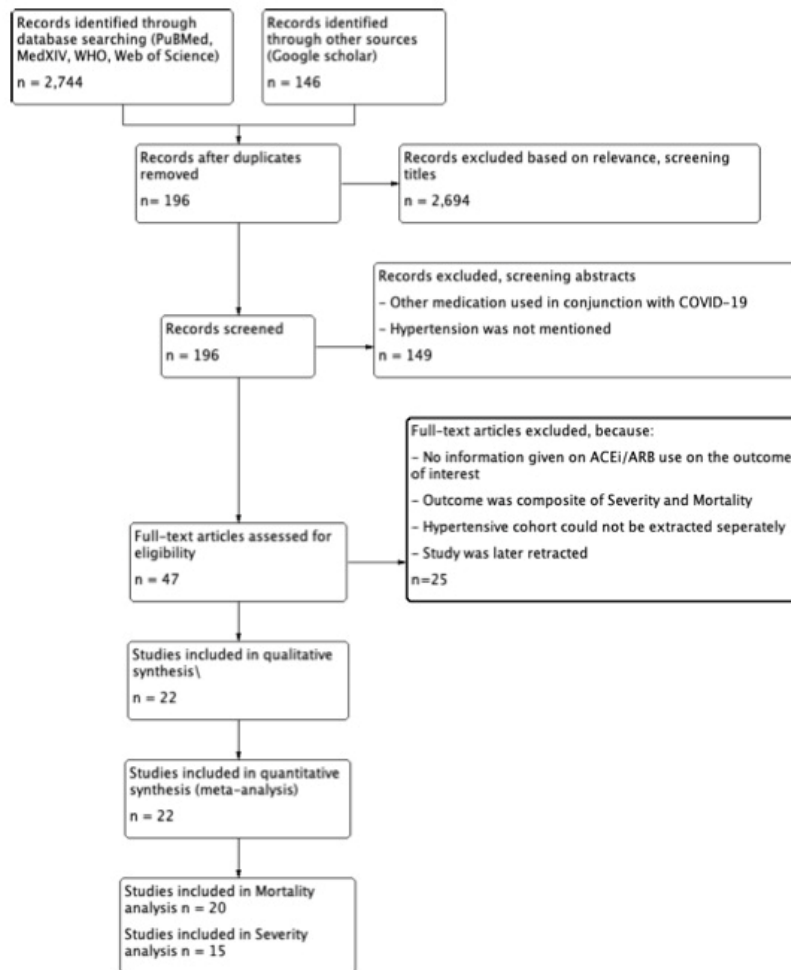 Records identified through
database searching (PuBMed,
MedXIV, WHO, Web of Science)
n = 2,744
Records identified
through other sources
(Google scholar)
n = 146
Records after duplicates
removed
n= 196
Records excluded based on relevance, screening
titles
n = 2,694
Records excluded, screening abstracts
- Other medication used in conjunction with COVID-19
- Hypertension was not mentioned
n = 149
Records screened
n = 196
Full-text articles excluded, because:
- No information given on ACEi/ARB use on the outcome
of interest
- Outcome was composite of Severity and Mortality
- Hypertensive cohort could not be extracted seperately
- Study was later retracted
n=25
Full-text articles assessed for
eligibility
n = 47
Studies included in qualitative
synthesis\
n = 22
Studies included in quantitative
synthesis (meta-analysis)
n = 22
Studies included in Mortality
analysis n = 20
Studies included in Severity
analysis n = 15